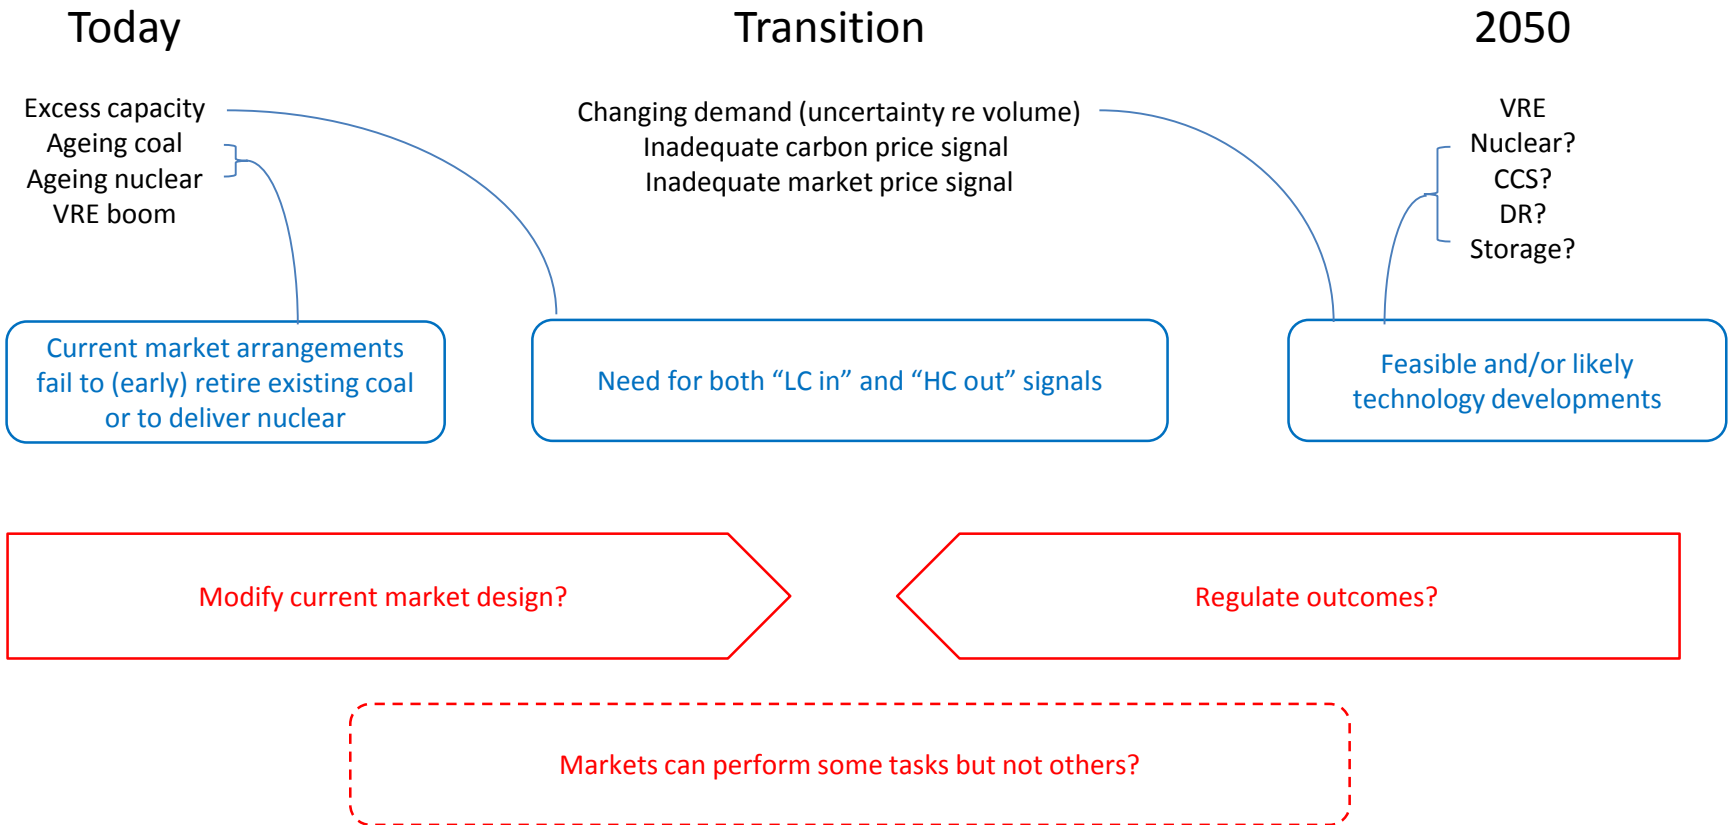 Today
Transition
2050
Excess capacity
Ageing coal
Ageing nuclear
VRE boom
Changing demand (uncertainty re volume)
Inadequate carbon price signal
Inadequate market price signal
VRE
Nuclear?
CCS?
DR?
Storage?
Current market arrangements
fail to (early) retire existing coal
or to deliver nuclear
Need for both “LC in” and “HC out” signals
Feasible and/or likely
technology developments
Modify current market design?
Regulate outcomes?
Markets can perform some tasks but not others?